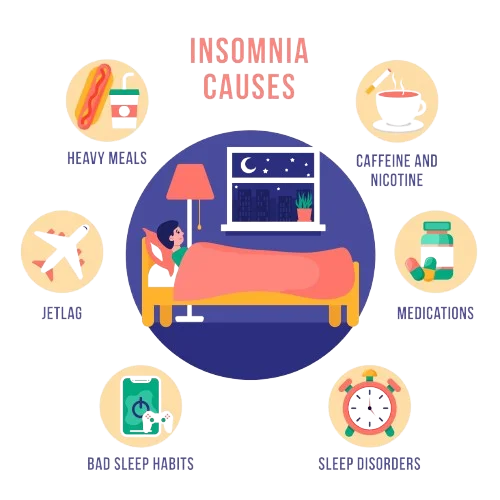 INSOMNIA
CAUSES
HEAVY MEALS
CAFFEINE AND
NICOTINE
JETLAG
MEDICATIONS
BAD SLEEP HABITS
SLEEP DISORDERS